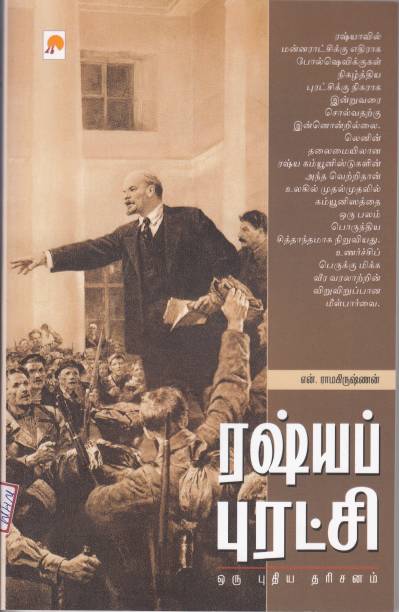 ரஷ்யாவில்
மன்னராட்சிக்கு எதிராக
போல்ஷெவிக்குகள்
நிகழ்த்திய
புரட்சிக்கு நிகராக
இன்றுவரை
சொல்வதற்கு
இன்னொன்றில்லை.
லெனின்
தலைமையிலான
ரஷ்ய கம்யூனிஸ்டுகளின்
அந்த வெற்றிதான்
உலகில் முதல்முதலில்
கம்யூனிஸத்தை
ஒரு பலம்
பொருந்திய
சித்தாந்தமாக நிறுவியது.
உணர்ச்சிப்
பெருக்கு மிக்க
வீர வரலாற்றின்
விறுவிறுப்பான
மீள்பார்வை.
என். ராமகிருஷ்ணன்
ரஷ்யப்
புரட்சி
ஒரு புதிய தரிசனம்